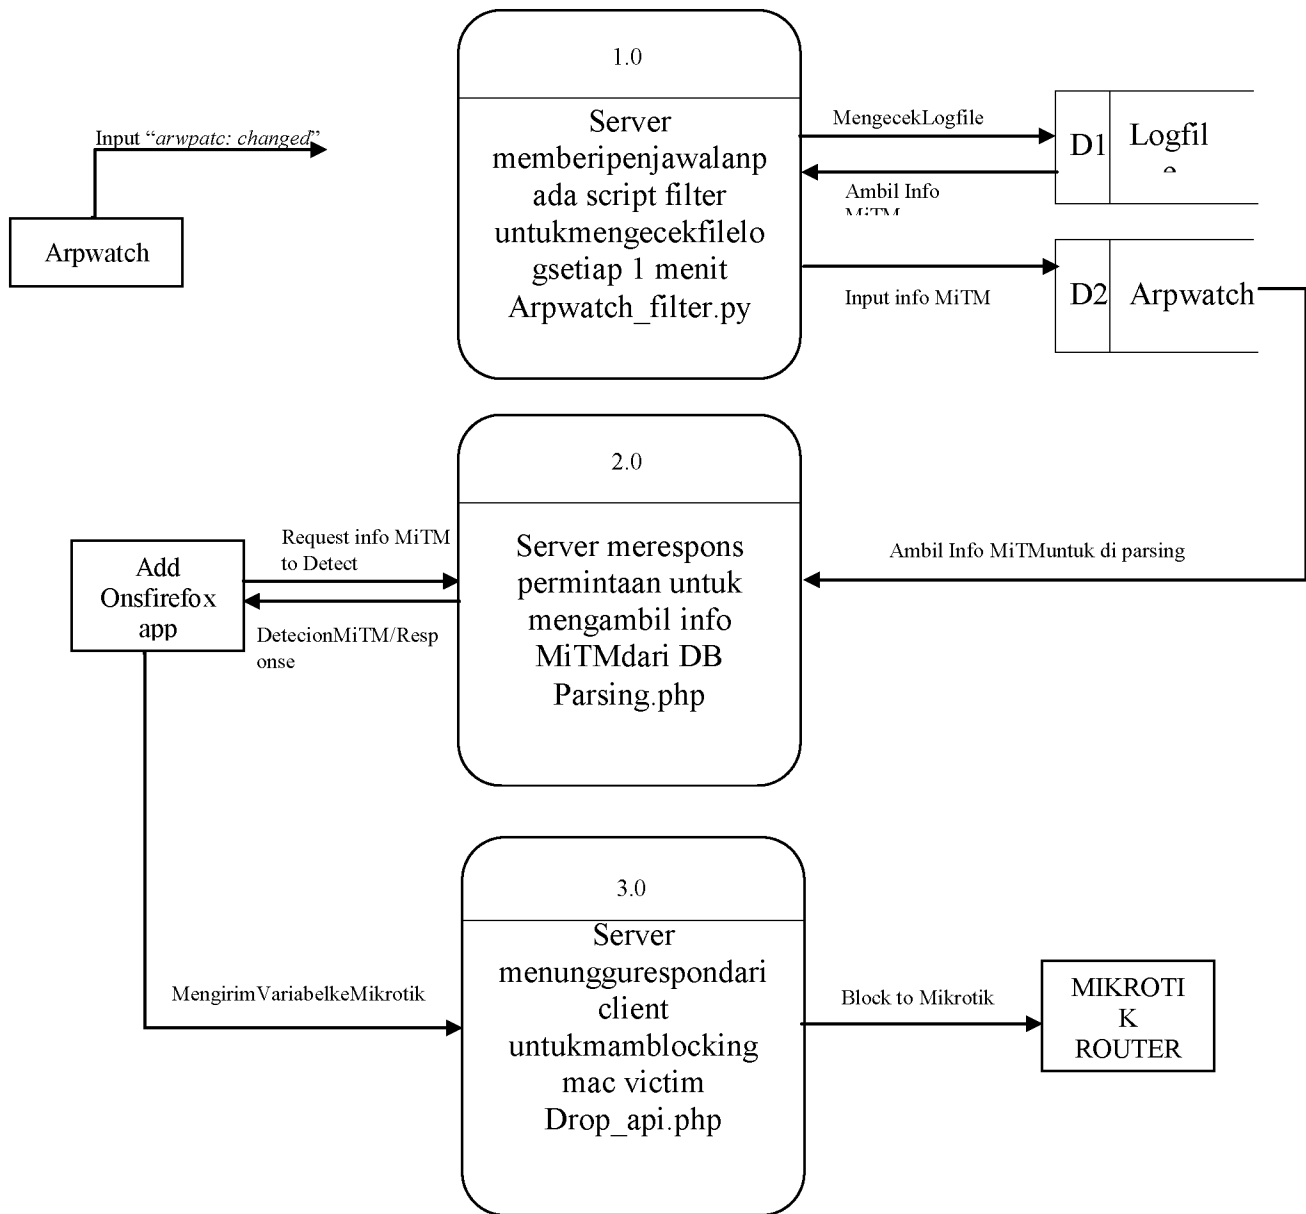 1.0
Server
memberipenjawalanp
ada script filter
untukmengecekfilelo
gsetiap 1 menit
Arpwatch_filter.py
Input “arwpatc: changed”
Arpwatch
MengecekLogfile
Ambil Info
MiTM
D1
Logfil
e
Input info MiTM
D2
Arpwatch
2.0
Server merespons
permintaan untuk
mengambil info
MiTMdari DB
Parsing.php
Request info MiTM
to Detect
Add
Onsfirefox
app
DetecionMiTM/Resp
onse
Ambil Info MiTMuntuk di parsing
3.0
Server
menunggurespondari
client
untukmamblocking
mac victim
Drop_api.php
MengirimVariabelkeMikrotik
Block to Mikrotik
MIKROTI
K
ROUTER